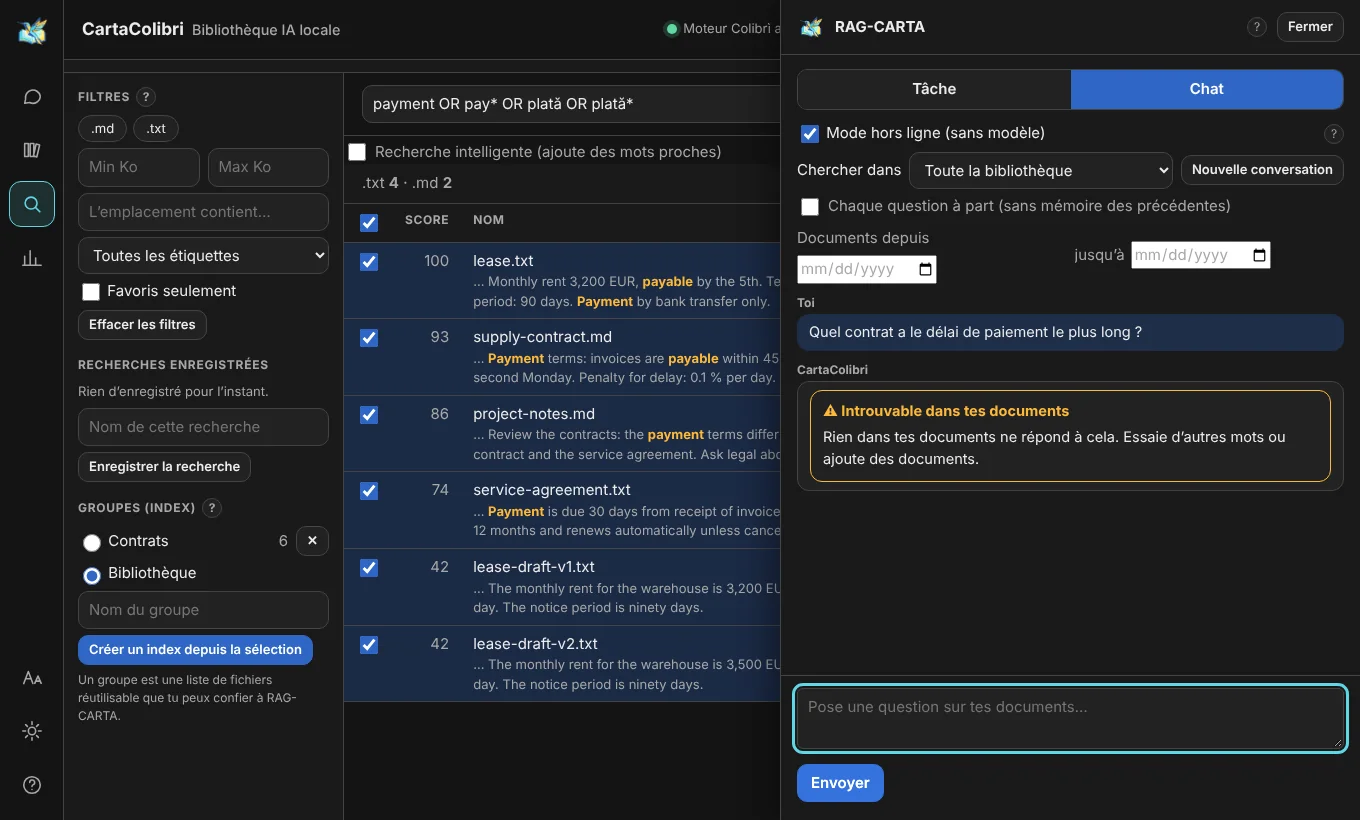 CartaColibri Bibliothèque IA locale
Moteur Colibri a
FILTRES ?
.md .txt
Min Ko Max Ko
L’emplacement contient…
Toutes les étiquettes
Favoris seulement
Effacer les filtres
RECHERCHES ENREGISTRÉES
Rien d’enregistré pour l’instant.
Nom de cette recherche
Enregistrer la recherche
GROUPES (INDEX) ?
Contrats 6 ✕
Bibliothèque
Nom du groupe
Créer un index depuis la sélection
Un groupe est une liste de fichiers
réutilisable que tu peux confier à RAG-
CARTA.
payment OR pay* OR plată OR plată*
Recherche intelligente (ajoute des mots proches)
.txt 4 · .md 2
SCORE NOM
100 lease.txt
… Monthly rent 3,200 EUR, payable by the 5th. Te
period: 90 days. Payment by bank transfer only.
93 supply-contract.md
… Payment terms: invoices are payable within 45
second Monday. Penalty for delay: 0.1 % per day.
86 project-notes.md
… Review the contracts: the payment terms differ
contract and the service agreement. Ask legal abo
74 service-agreement.txt
… Payment is due 30 days from receipt of invoice
12 months and renews automatically unless cance
42 lease-draft-v1.txt
… The monthly rent for the warehouse is 3,200 EU
day. The notice period is ninety days.
42 lease-draft-v2.txt
… The monthly rent for the warehouse is 3,500 EU
day. The notice period is ninety days.
RAG-CARTA ? Fermer
Tâche Chat
Mode hors ligne (sans modèle) ?
Chercher dans Toute la bibliothèque Nouvelle conversation
Chaque question à part (sans mémoire des précédentes)
Documents depuis
mm/dd/yyyy jusqu’à mm/dd/yyyy
Toi
Quel contrat a le délai de paiement le plus long ?
CartaColibri
⚠ Introuvable dans tes documents
Rien dans tes documents ne répond à cela. Essaie d’autres mots ou
ajoute des documents.
Pose une question sur tes documents…
Envoyer
AA
?